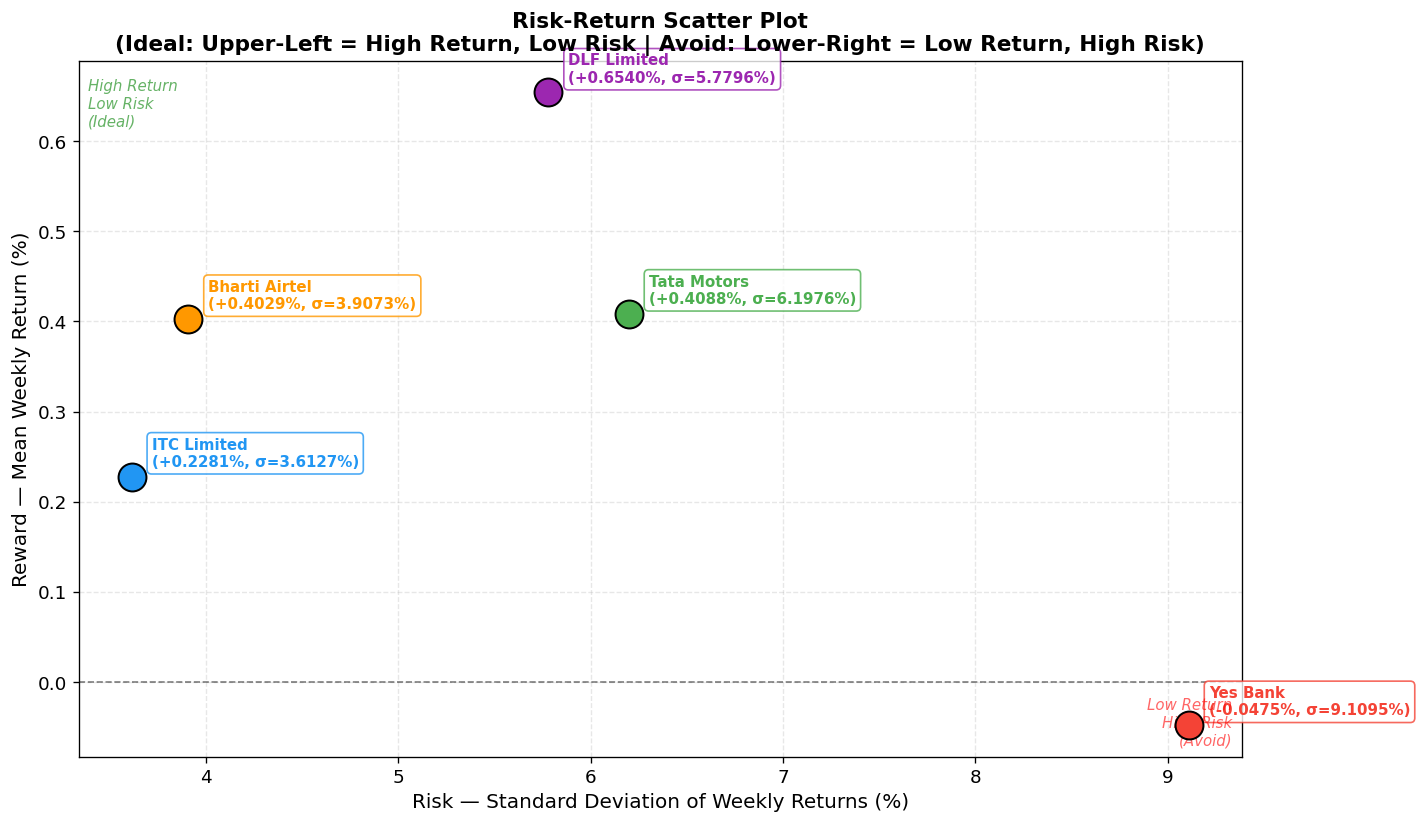 Risk-Return Scatter Plot
(Ideal: Upper-Left = High Return, Low Risk | Avoid: Lower-Right = Low Return, High Risk)
DLF Limited
(+0.6540%, σ=5.7796%)
High Return
Low Risk
(Ideal)
0.6
0.5
Bharti Airtel
(+0.4029%, σ=3.9073%)
Tata Motors
(+0.4088%, σ=6.1976%)
0.4
0.3
ITC Limited
(+0.2281%, σ=3.6127%)
0.2
0.1
0.0
Yes Bank
(-0.0475%, σ=9.1095%)
Low Return
Risk
(Avoid)
4 5 6 7 8 9
Risk — Standard Deviation of Weekly Returns (%)
Reward — Mean Weekly Return (%)